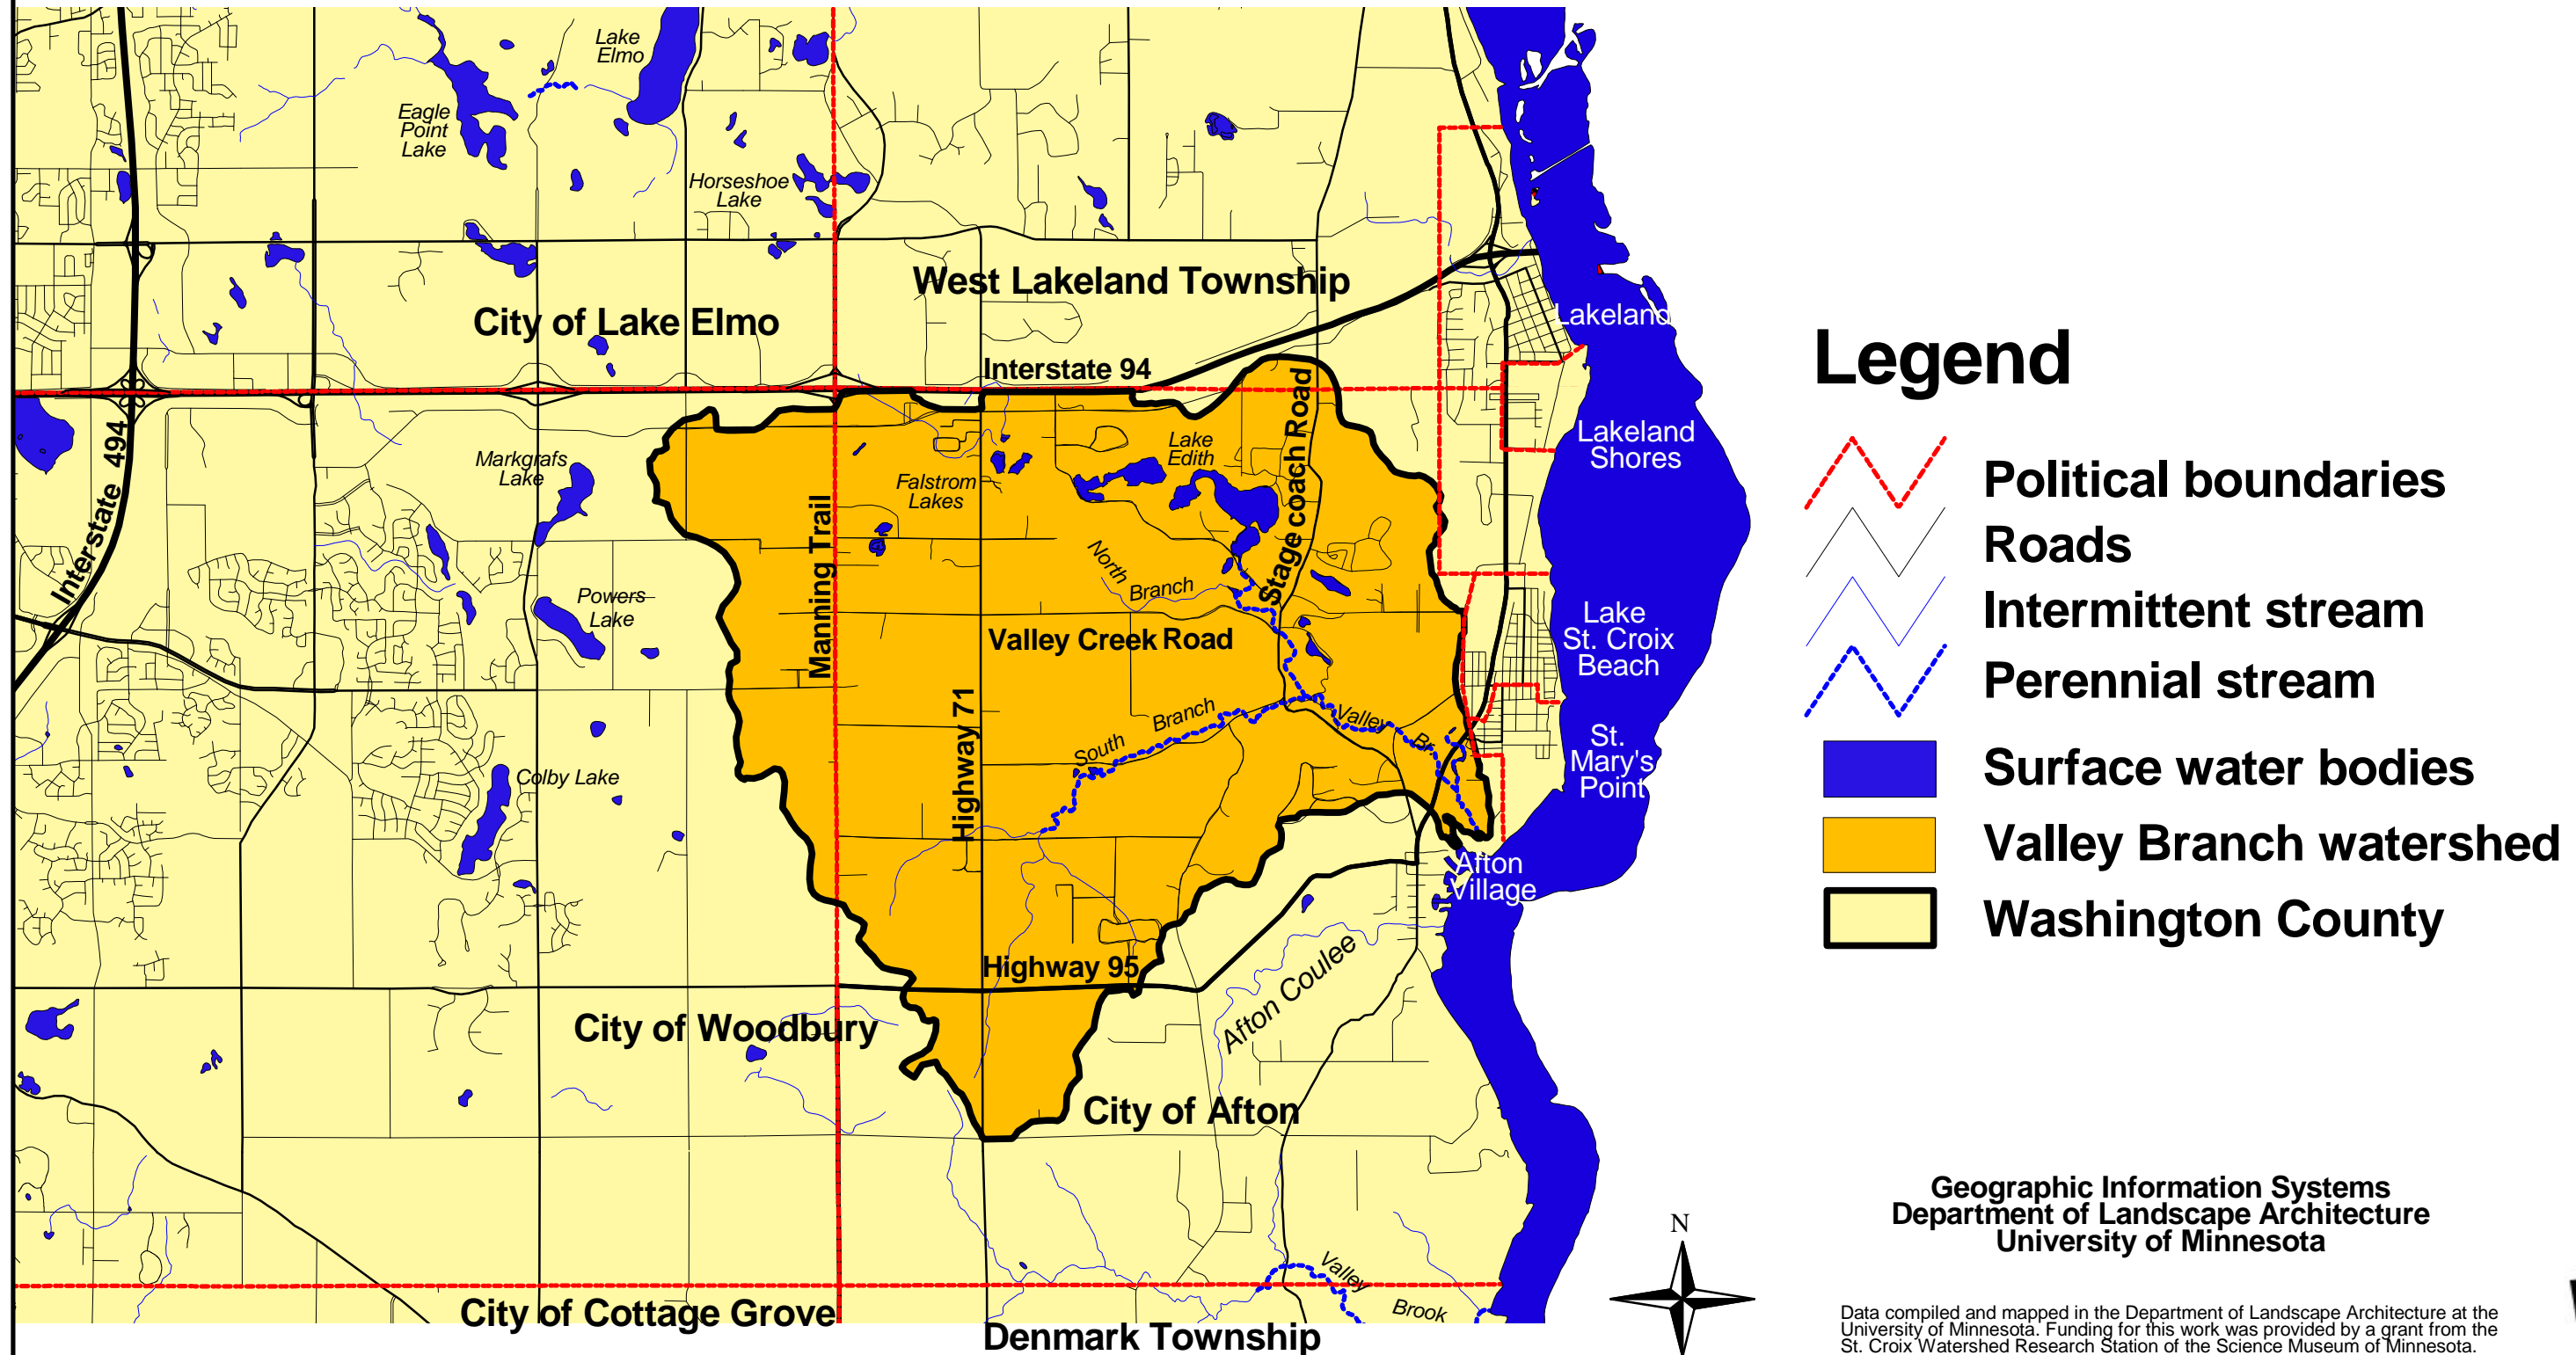 Lake
Elmo
Eagle
Point
Lake
Horseshoe
Lake
West Lakeland Township
City of Lake Elmo
Interstate 94
Lakeland
Legend
Lakeland
Shores
Interstate 494
Markgrafs
Lake
Falstrom
Lakes
Lake
Edith
Stage coach Road
Manning Trail
North
Branch
Powers
Lake
Valley Creek Road
Lake
St. Croix
Beach
Highway 71
South
Branch
Valley
Br.
St.
Mary's
Point
Colby Lake
Afton
Village
Highway 95
Afton Coulee
City of Woodbury
City of Afton
Valley
Brook
City of Cottage Grove
Denmark Township
Political boundaries
Roads
Intermittent stream
Perennial stream
Surface water bodies
Valley Branch watershed
Washington County
N
Geographic Information Systems
Department of Landscape Architecture
University of Minnesota
Data compiled and mapped in the Department of Landscape Architecture at the
University of Minnesota. Funding for this work was provided by a grant from the
St. Croix Watershed Research Station of the Science Museum of Minnesota.